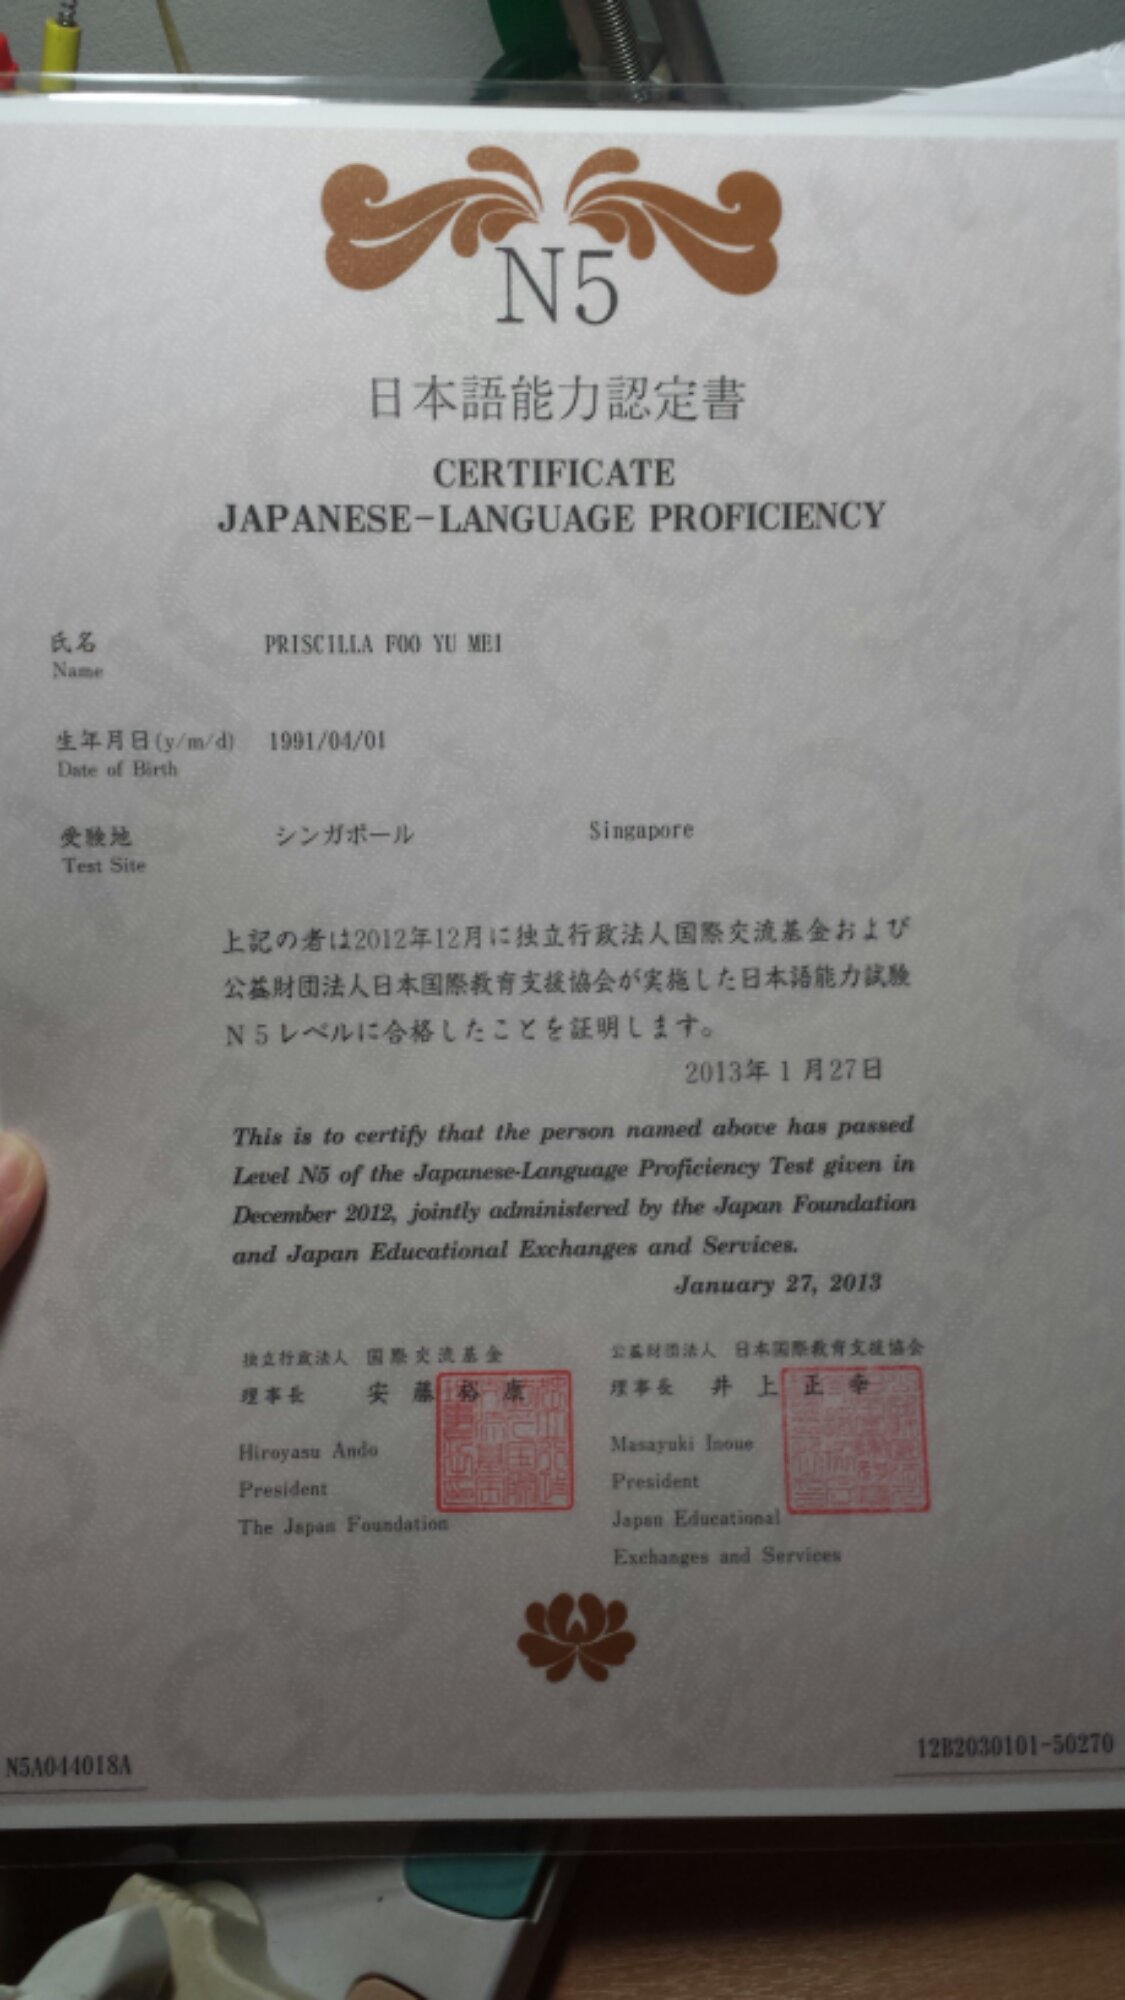 N5
日本語能力認定書
CERTIFICATE
JAPANESE-LANGUAGE PROFICIENCY
氏名 PRISCILLA FOO YU MEI
Name
生年月日(y/m/d) 1991/04/01
Date of Birth
受験地 シンガポール Singapore
Test Site
上記の者は2012年12月に独立行政法人国際交流基金および
公益財団法人日本国際教育支援協会が実施した日本語能力試験
N5レベルに合格したことを証明します。
2013年1月27日
This is to certify that the person named above has passed
Level N5 of the Japanese-Language Proficiency Test given in
December 2012, jointly administered by the Japan Foundation
and Japan Educational Exchanges and Services.
January 27, 2013
独立行政法人 国際交流基金
理事長 安藤裕康
Hiroyasu Ando
President
The Japan Foundation
公益財団法人 日本国際教育支援協会
理事長 井上正幸
Masayuki Inoue
President
Japan Educational
Exchanges and Services
N5A044018A
12B2030101-50270